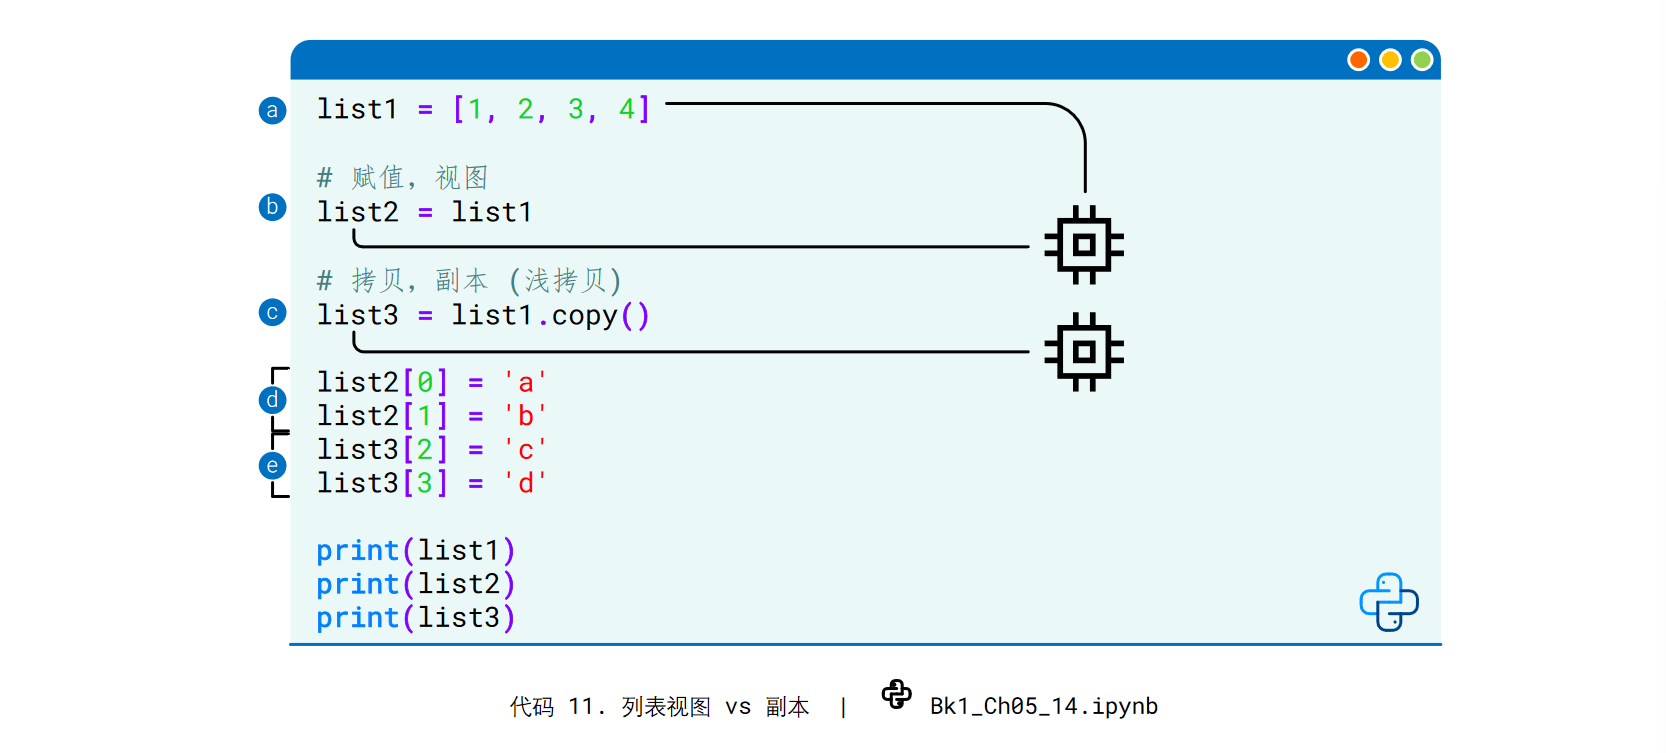 a list1 = [1, 2, 3, 4]
# 赋值，视图
b list2 = list1
# 拷贝，副本 (浅拷贝)
c list3 = list1.copy()
list2[0] = 'a'
d
list2[1] = 'b'
list3[2] = 'c'
e
list3[3] = 'd'
print(list1)
print(list2)
print(list3)
代码 11. 列表视图 vs 副本 | Bk1_Ch05_14.ipynb